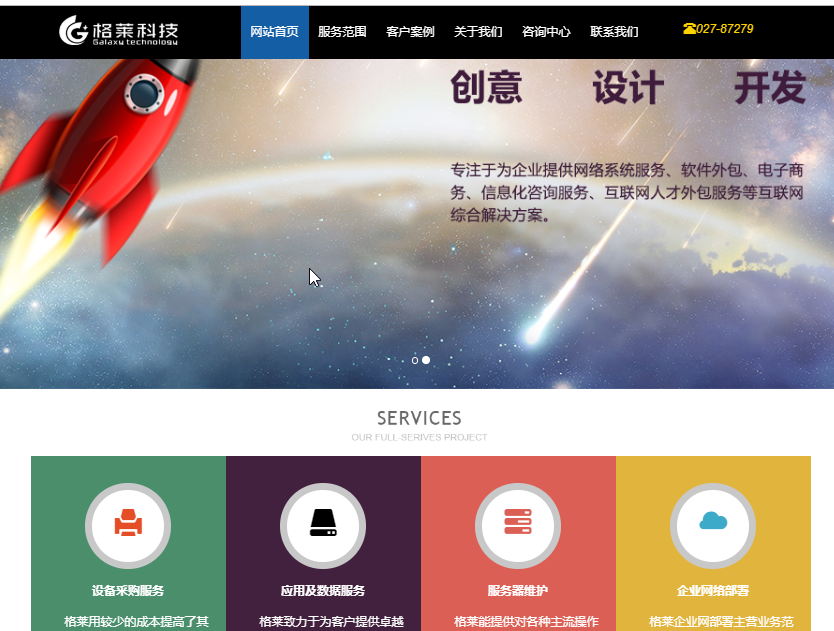 格莱科技
Galaxy technology
网站首页 服务范围 客户案例 关于我们 咨询中心 联系我们 027-87279
创意 设计 开发
专注于为企业提供网络系统服务、软件外包、电子商
务、信息化咨询服务、互联网人才外包服务等互联网
综合解决方案。
SERVICES
OUR FULL-SERIVES PROJECT
设备采购服务 应用及数据服务 服务器维护 企业网络部署
格莱用较少的成本提高了其 格莱致力于为客户提供卓越 格莱能提供对各种主流操作 格莱企业网部署主营业务范